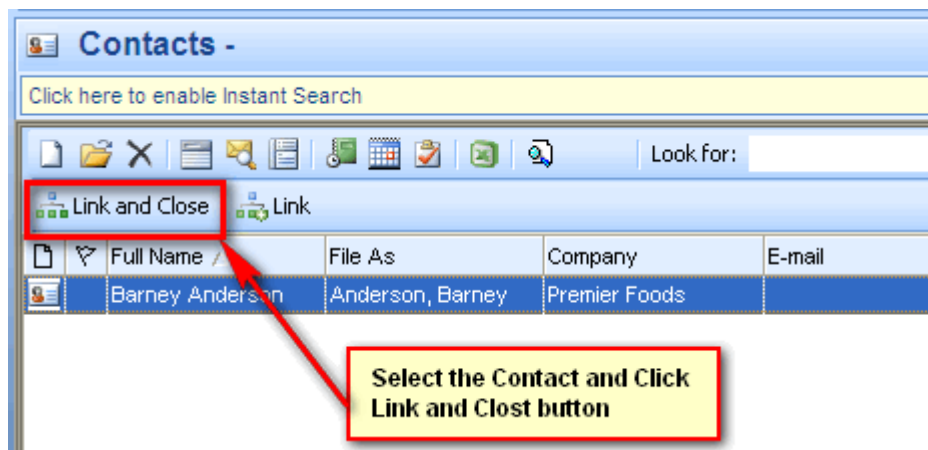 Contacts -
Click here to enable Instant Search
Look for:
Link and Close Link
Full Name File As Company E-mail
Barney Anderson Anderson, Barney Premier Foods
Select the Contact and Click
Link and Clost button